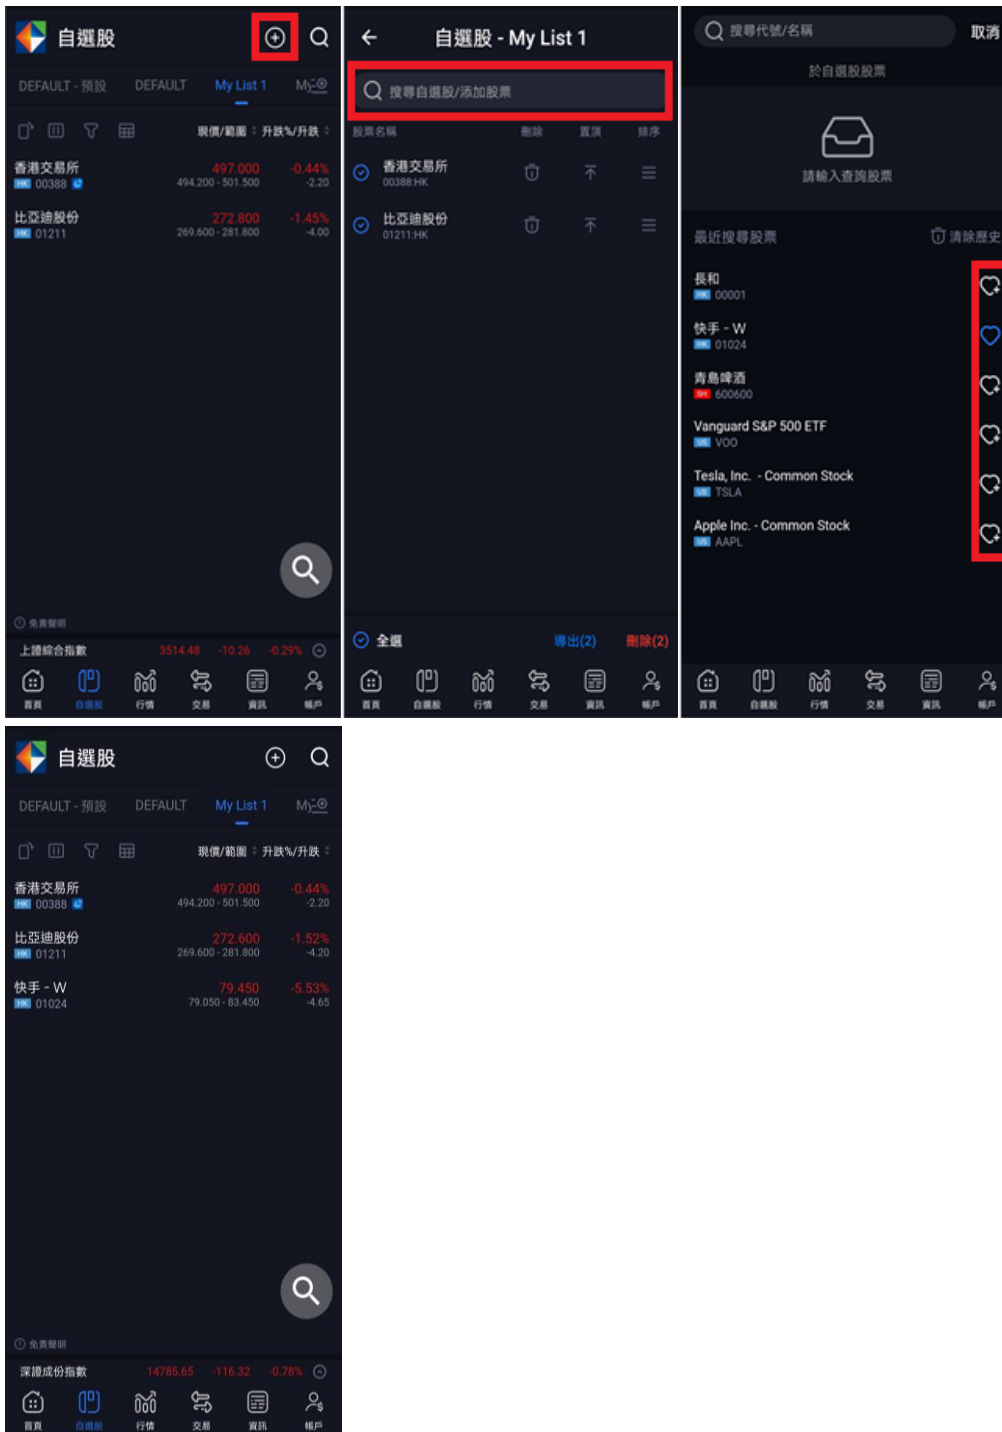 自選股
DEFAULT - 預設 DEFAULT My List 1 My
現價/範圍 升跌%/升跌
香港交易所 497.000 -0.44%
HK 00388 494.200 - 501.500 -2.20
比亞迪股份 272.800 -1.45%
HK 01211 269.600 - 281.800 -4.00
免責聲明
上證綜合指數 3514.48 -10.26 -0.29%
首頁 自選股 行情 交易 資訊 帳戶
自選股 - My List 1
搜尋自選股/添加股票
股票名稱 刪除 置頂 排序
香港交易所
00388:HK
比亞迪股份
01211:HK
全選 導出(2) 刪除(2)
首頁 自選股 行情 交易 資訊 帳戶
搜尋代號/名稱 取消
於自選股股票
請輸入查詢股票
最近搜尋股票 清除歷史
長和
HK 00001
快手 - W
HK 01024
青島啤酒
SH 600600
Vanguard S&P 500 ETF
US VOO
Tesla, Inc. - Common Stock
US TSLA
Apple Inc. - Common Stock
US AAPL
首頁 自選股 行情 交易 資訊 帳戶
自選股
DEFAULT - 預設 DEFAULT My List 1 My
現價/範圍 升跌%/升跌
香港交易所 497.000 -0.44%
HK 00388 494.200 - 501.500 -2.20
比亞迪股份 272.600 -1.52%
HK 01211 269.600 - 281.800 -4.20
快手 - W 79.450 -5.53%
HK 01024 79.050 - 83.450 -4.65
免責聲明
深證成份指數 14785.65 -116.32 -0.78%
首頁 自選股 行情 交易 資訊 帳戶